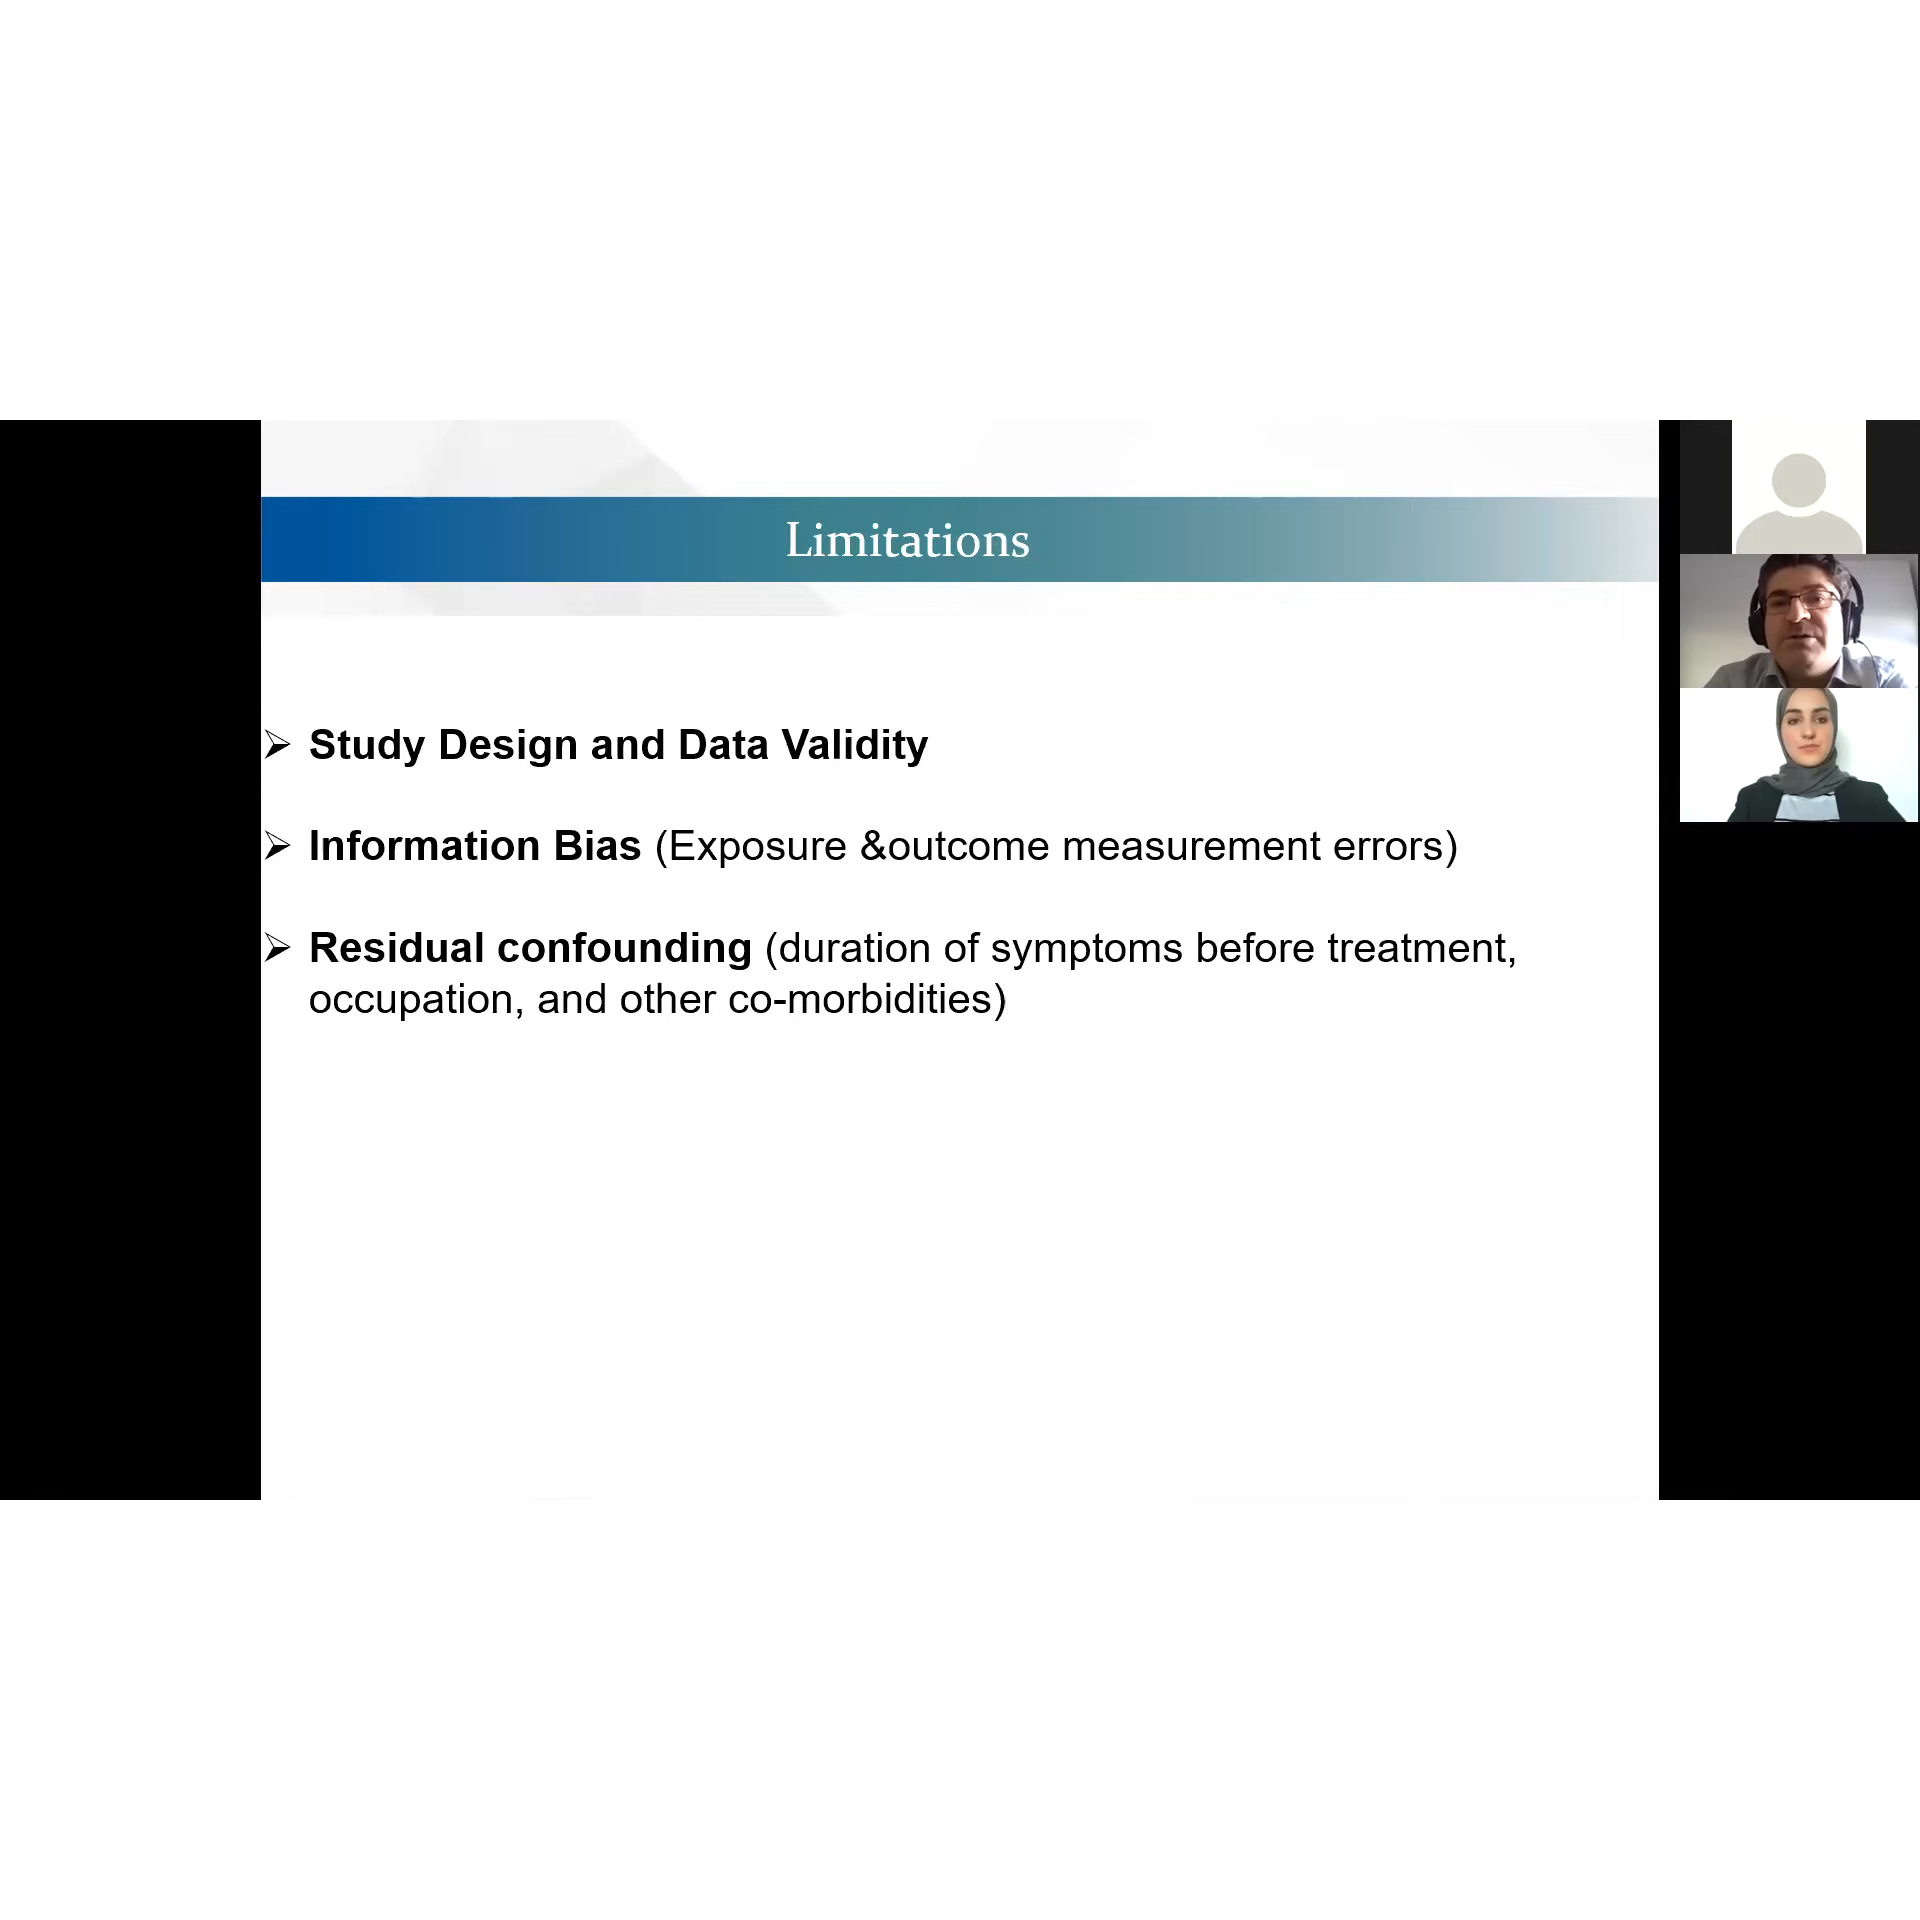 Limitations
➢ Study Design and Data Validity
➢ Information Bias (Exposure &outcome measurement errors)
➢ Residual confounding (duration of symptoms before treatment,
occupation, and other co-morbidities)